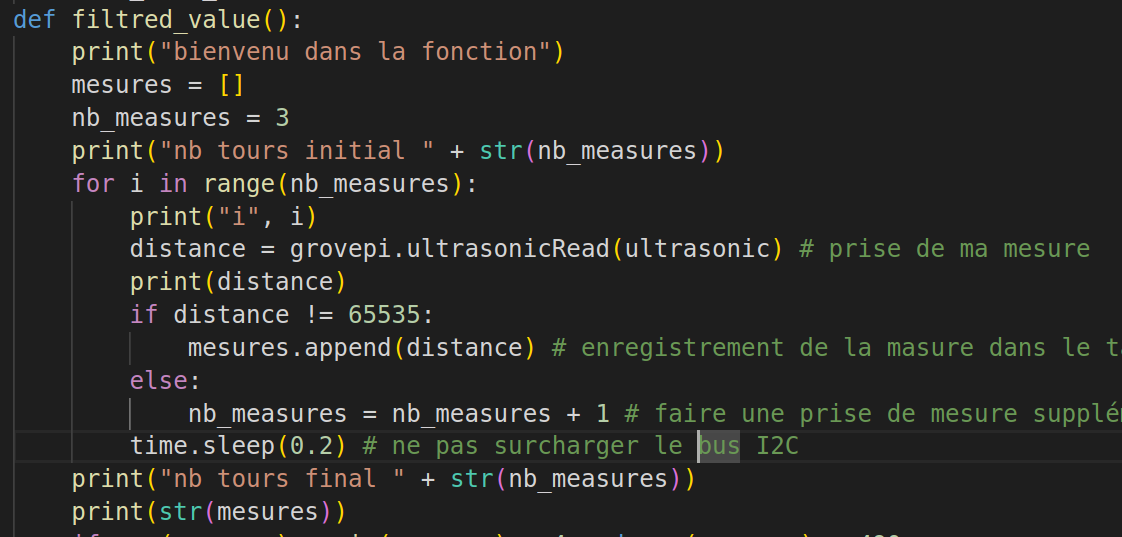 def filtred_value():
    print("bienvenu dans la fonction")
    mesures = []
    nb_measures = 3
    print("nb tours initial " + str(nb_measures))
    for i in range(nb_measures):
        print("i", i)
        distance = grovepi.ultrasonicRead(ultrasonic) # prise de ma mesure
        print(distance)
        if distance != 65535:
            mesures.append(distance) # enregistrement de la masure dans le
        else:
            nb_measures = nb_measures + 1 # faire une prise de mesure
        time.sleep(0.2) # ne pas surcharger le bus I2C
    print("nb tours final " + str(nb_measures))
    print(str(mesures))